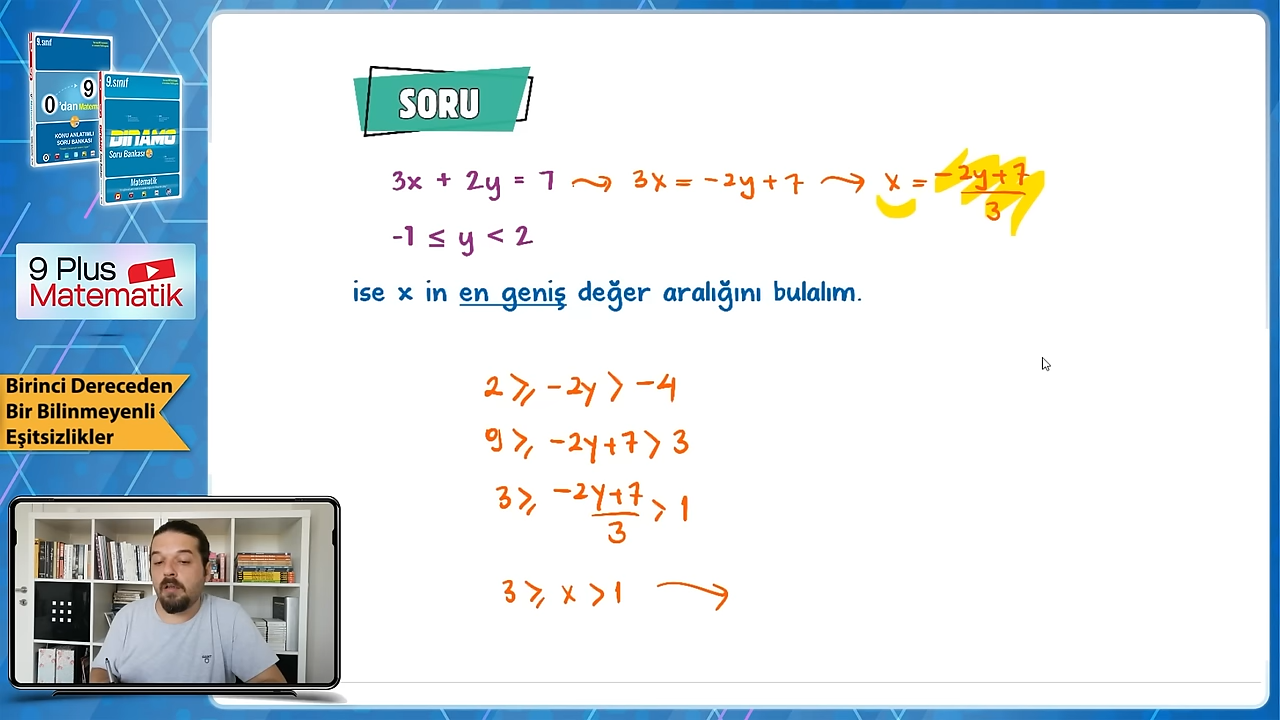 9.sınıf
0'dan 9 Matematik
KONU ANLATIMLI
SORU BANKASI
9.sınıf
DİNAMO
Soru Bankası
Matematik
9 Plus
Matematik
Birinci Dereceden
Bir Bilinmeyenli
Eşitsizlikler
SORU
3x + 2y = 7 → 3x = -2y+7 → x = \frac{-2y+7}{3}
-1 ≤ y < 2
ise x in en geniş değer aralığını bulalım.
2 ≥ -2y > -4
9 ≥ -2y+7 > 3
3 ≥ \frac{-2y+7}{3} > 1
3 ≥ x > 1 →